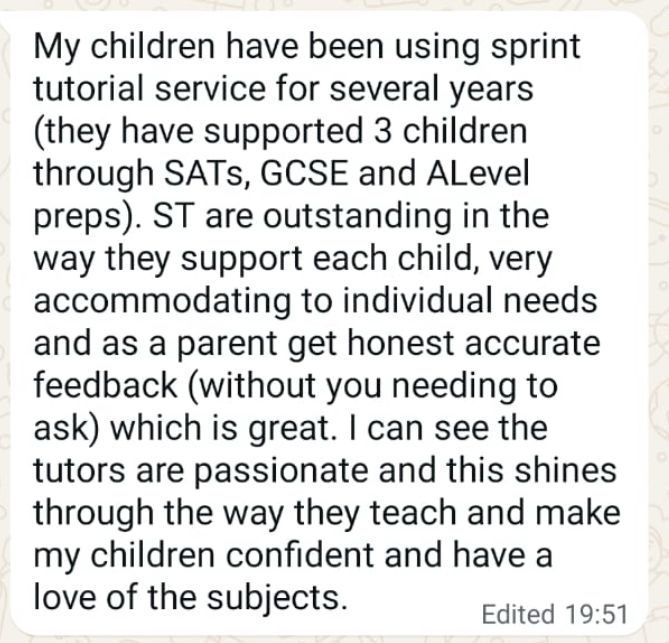 My children have been using sprint
tutorial service for several years
(they have supported 3 children
through SATs, GCSE and ALevel
preps). ST are outstanding in the
way they support each child, very
accommodating to individual needs
and as a parent get honest accurate
feedback (without you needing to
ask) which is great. I can see the
tutors are passionate and this shines
through the way they teach and make
my children confident and have a
love of the subjects.
Edited 19:51